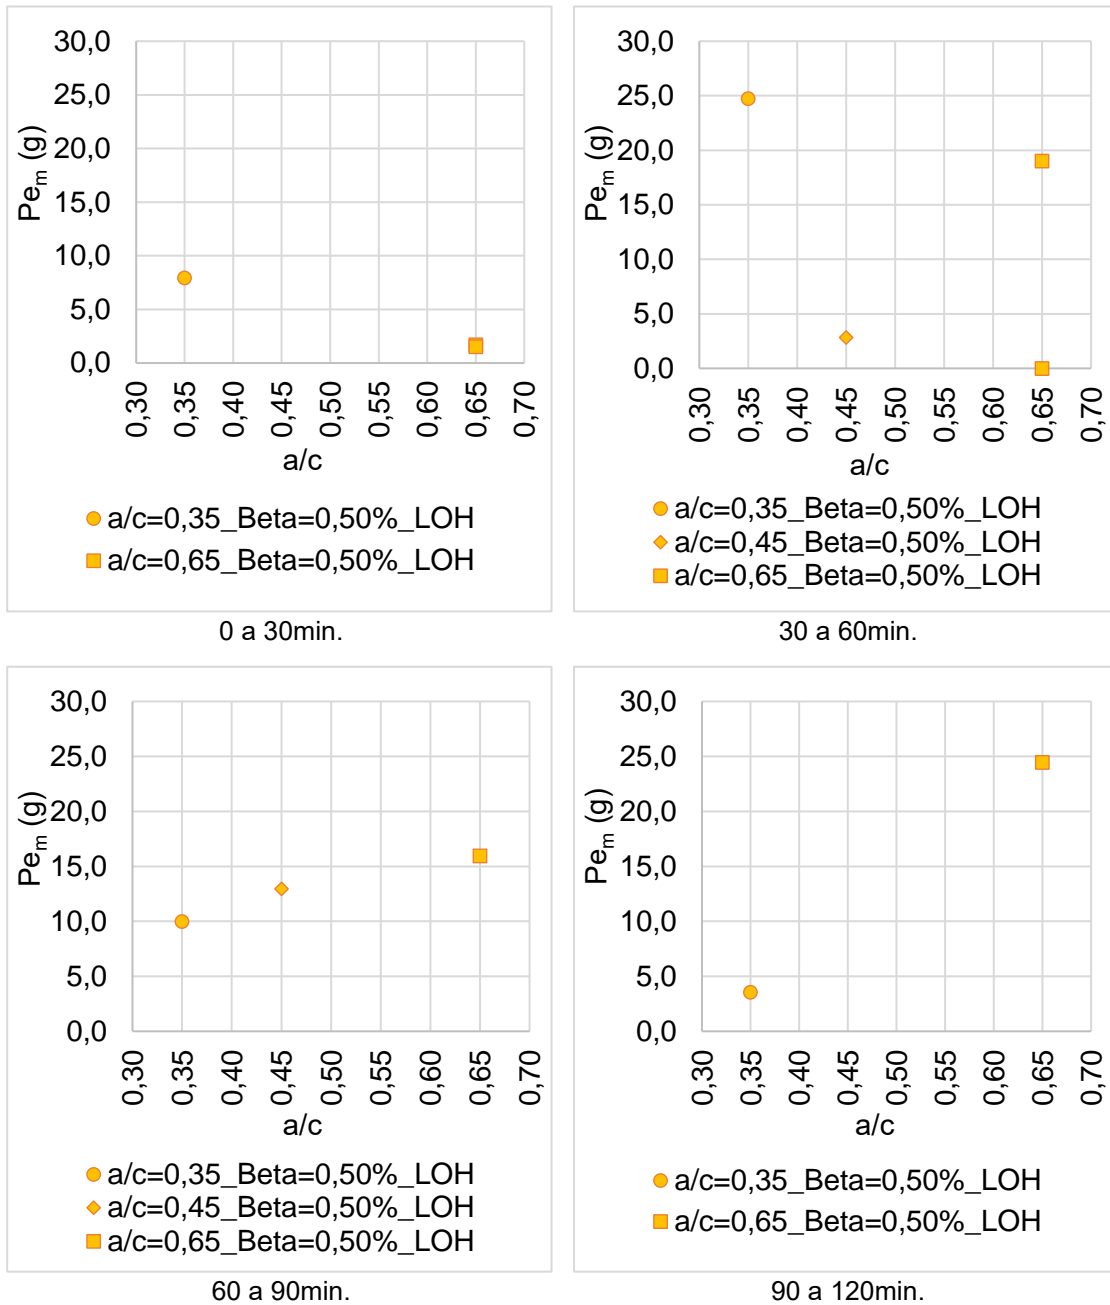 30,0
25,0
20,0
15,0
10,0
5,0
0,0
Pem (g)
0,30 0,35 0,40 0,45 0,50 0,55 0,60 0,65 0,70
a/c
a/c=0,35_Beta=0,50%_LOH
a/c=0,65_Beta=0,50%_LOH
0 a 30min.
30,0
25,0
20,0
15,0
10,0
5,0
0,0
Pem (g)
0,30 0,35 0,40 0,45 0,50 0,55 0,60 0,65 0,70
a/c
a/c=0,35_Beta=0,50%_LOH
a/c=0,45_Beta=0,50%_LOH
a/c=0,65_Beta=0,50%_LOH
30 a 60min.
30,0
25,0
20,0
15,0
10,0
5,0
0,0
Pem (g)
0,30 0,35 0,40 0,45 0,50 0,55 0,60 0,65 0,70
a/c
a/c=0,35_Beta=0,50%_LOH
a/c=0,45_Beta=0,50%_LOH
a/c=0,65_Beta=0,50%_LOH
60 a 90min.
30,0
25,0
20,0
15,0
10,0
5,0
0,0
Pem (g)
0,30 0,35 0,40 0,45 0,50 0,55 0,60 0,65 0,70
a/c
a/c=0,35_Beta=0,50%_LOH
a/c=0,65_Beta=0,50%_LOH
90 a 120min.